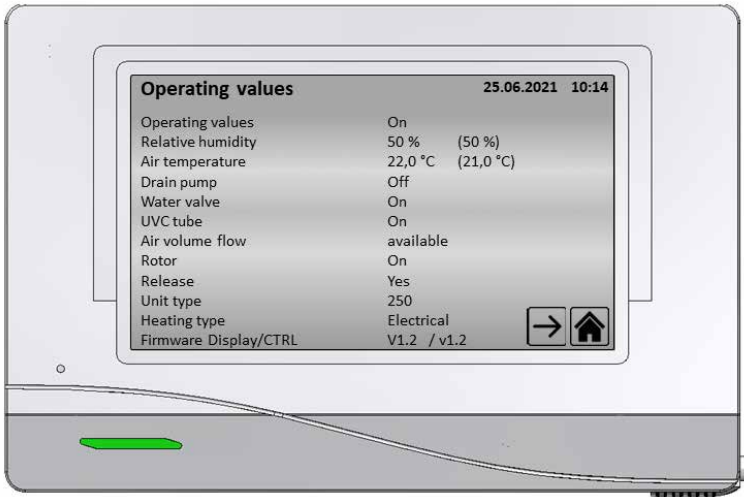 Operating values 25.06.2021 10:14
Operating values On
Relative humidity 50 % (50 %)
Air temperature 22,0 °C (21,0 °C)
Drain pump Off
Water valve On
UVC tube On
Air volume flow available
Rotor On
Release Yes
Unit type 250
Heating type Electrical
Firmware Display/CTRL V1.2 / v1.2